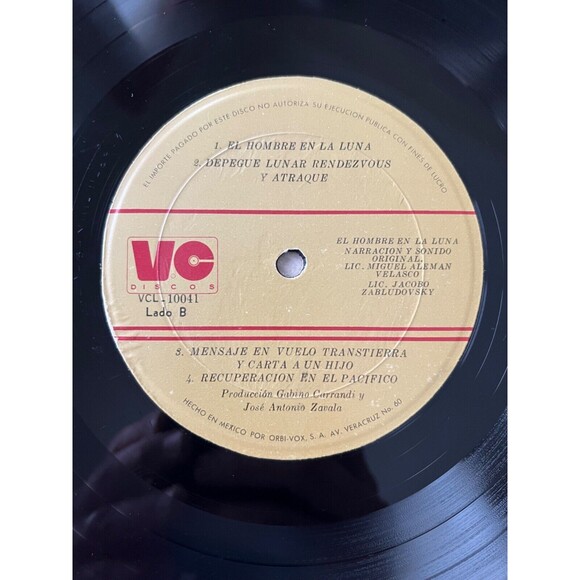 EL IMPORTE PAGADO POR ESTE DISCO NO AUTORIZA SU EJECUCION PUBLICA CON FINES DE LUCRO
1. EL HOMBRE EN LA LUNA
2. DEPEGUE LUNAR RENDEZVOUS
Y ATRAQUE
VC
DISCOS
VCL-10041
Lado B
EL HOMBRE EN LA LUNA
NARRACION Y SONIDO
ORIGINAL.
LIC. MIGUEL ALEMAN
VELASCO
LIC. JACOBO
ZABLUDOVSKY
3. MENSAJE EN VUELO TRANSTIERRA
Y CARTA A UN HIJO
4. RECUPERACION EN EL PACIFICO
Producción Gabino Carrandi y
José Antonio Zavala
HECHO EN MEXICO POR ORBI-VOX, S. A. AV. VERACRUZ No. 60